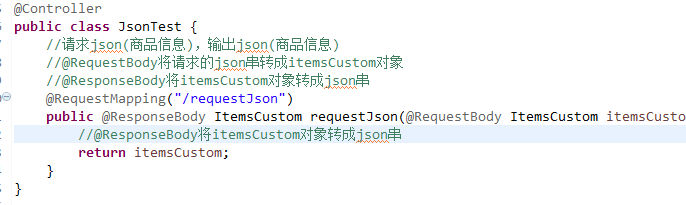 @Controller
public class JsonTest {
//请求json(商品信息)，输出json(商品信息)
//@RequestBody将请求的json串转成itemsCustom对象
//@ResponseBody将itemsCustom对象转成json串
@RequestMapping("/requestJson")
public @ResponseBody ItemsCustom requestJson(@RequestBody ItemsCustom itemsCusto
//@ResponseBody将itemsCustom对象转成json串
return itemsCustom;
}
}